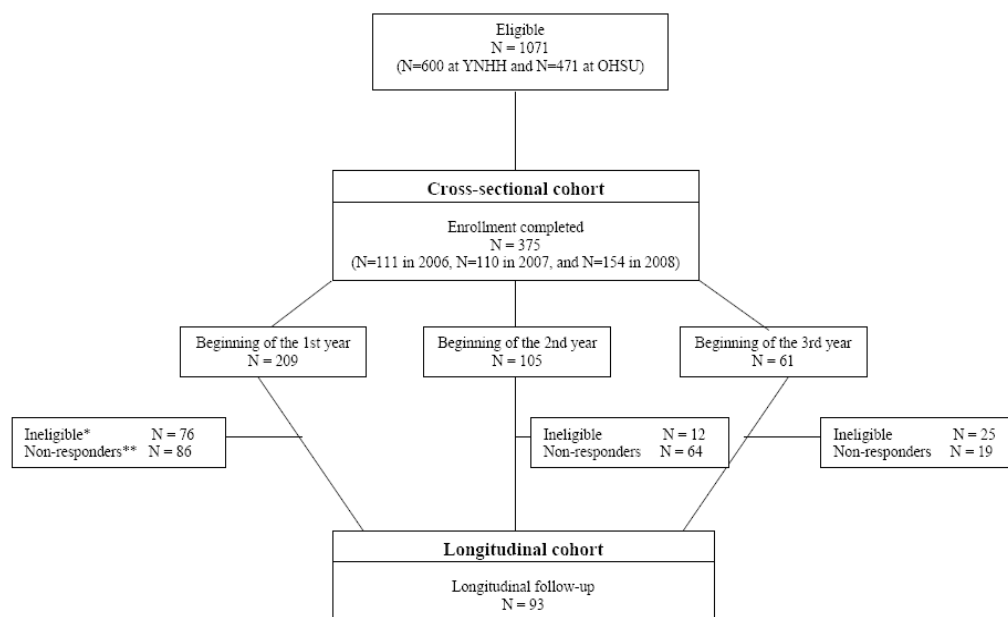 Eligible
N = 1071
(N=600 at YNHH and N=471 at OHSU)
Cross-sectional cohort
Enrollment completed
N = 375
(N=111 in 2006, N=110 in 2007, and N=154 in 2008)
Beginning of the 1st year
N = 209
Beginning of the 2nd year
N = 105
Beginning of the 3rd year
N = 61
Ineligible* N = 76
Non-responders** N = 86
Ineligible N = 12
Non-responders N = 64
Ineligible N = 25
Non-responders N = 19
Longitudinal cohort
Longitudinal follow-up
N = 93